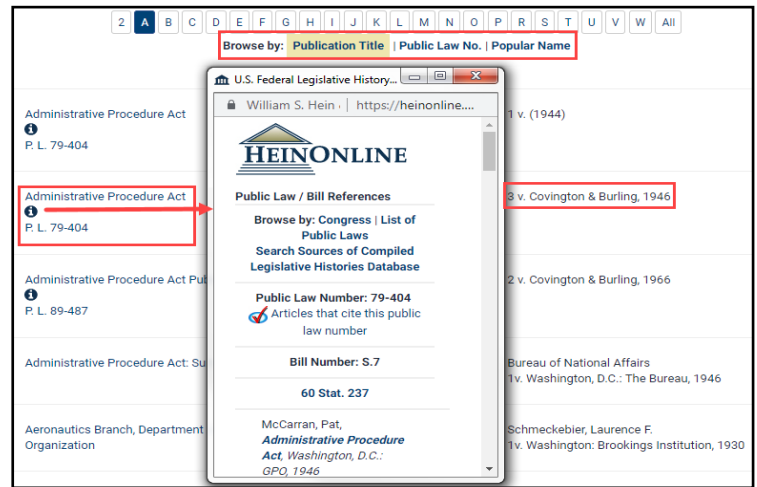 2 A B C D E F G H I J K L M N O P R S T U V W All
Browse by: Publication Title | Public Law No. | Popular Name
Administrative Procedure Act
P. L. 79-404
1 v. (1944)
Administrative Procedure Act
P. L. 79-404
3 v. Covington & Burling, 1946
Administrative Procedure Act Pub
P. L. 89-487
2 v. Covington & Burling, 1966
Administrative Procedure Act: Su
Bureau of National Affairs
1v. Washington, D.C.: The Bureau, 1946
Aeronautics Branch, Department
Organization
Schmeckebier, Laurence F.
1v. Washington: Brookings Institution, 1930
U.S. Federal Legislative History...
William S. Hein | https://heinonline....
HEINONLINE
Public Law / Bill References
Browse by: Congress | List of
Public Laws
Search Sources of Compiled
Legislative Histories Database
Public Law Number: 79-404
Articles that cite this public
law number
Bill Number: S.7
60 Stat. 237
McCarran, Pat,
Administrative Procedure
Act, Washington, D.C.:
GPO, 1946